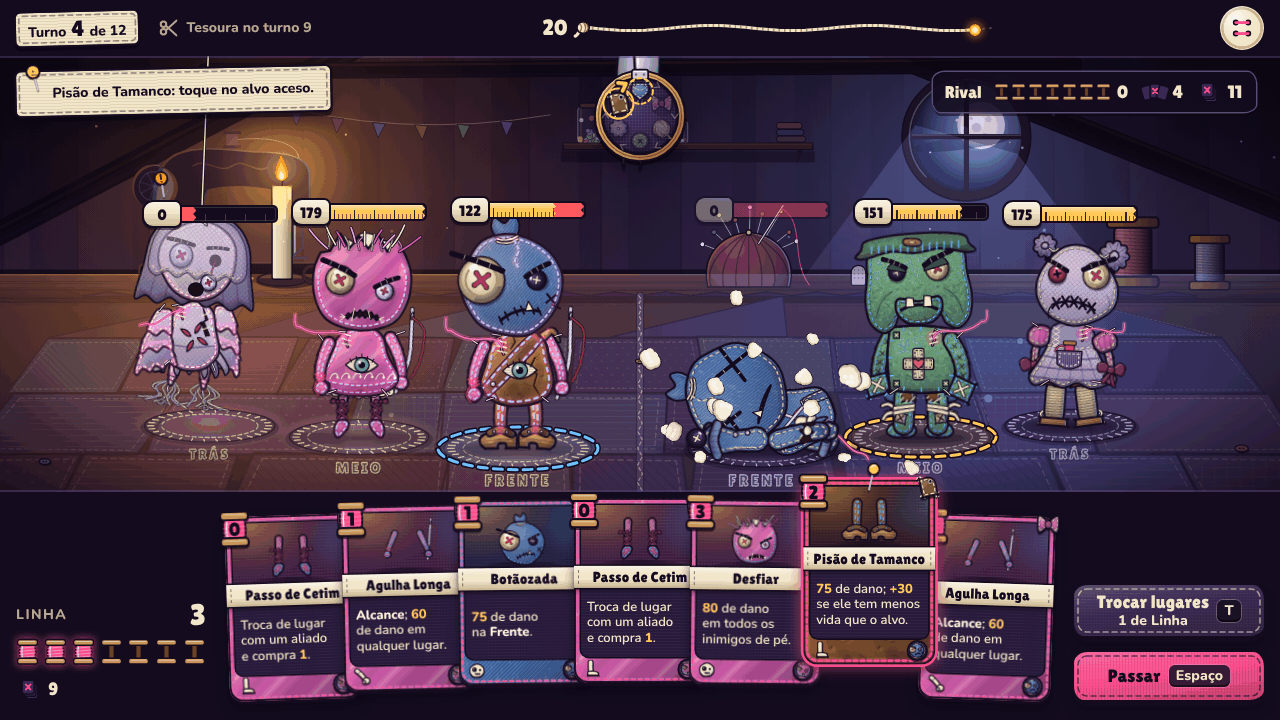 Turno 4 de 12
Tesoura no turno 9
20
Pisão de Tamanco: toque no alvo aceso.
Rival 0 4 11
0
179
122
0
151
175
TRÁS
MEIO
FRENTE
FRENTE
MEIO
TRÁS
0
Passo de Cetim
Troca de lugar
com um aliado
e compra 1.
1
Agulha Longa
Alcance; 60
de dano em
qualquer lugar.
1
Botãozada
75 de dano
na Frente.
0
Passo de Cetim
Troca de lugar
com um aliado
e compra 1.
3
Desfiar
80 de dano
em todos os
inimigos de pé.
2
Pisão de Tamanco
75 de dano; +30
se ele tem menos
vida que o alvo.
Agulha Longa
Alcance; 60
de dano em
qualquer lugar.
LINHA 3
9
Trocar lugares
1 de Linha
T
Passar Espaço